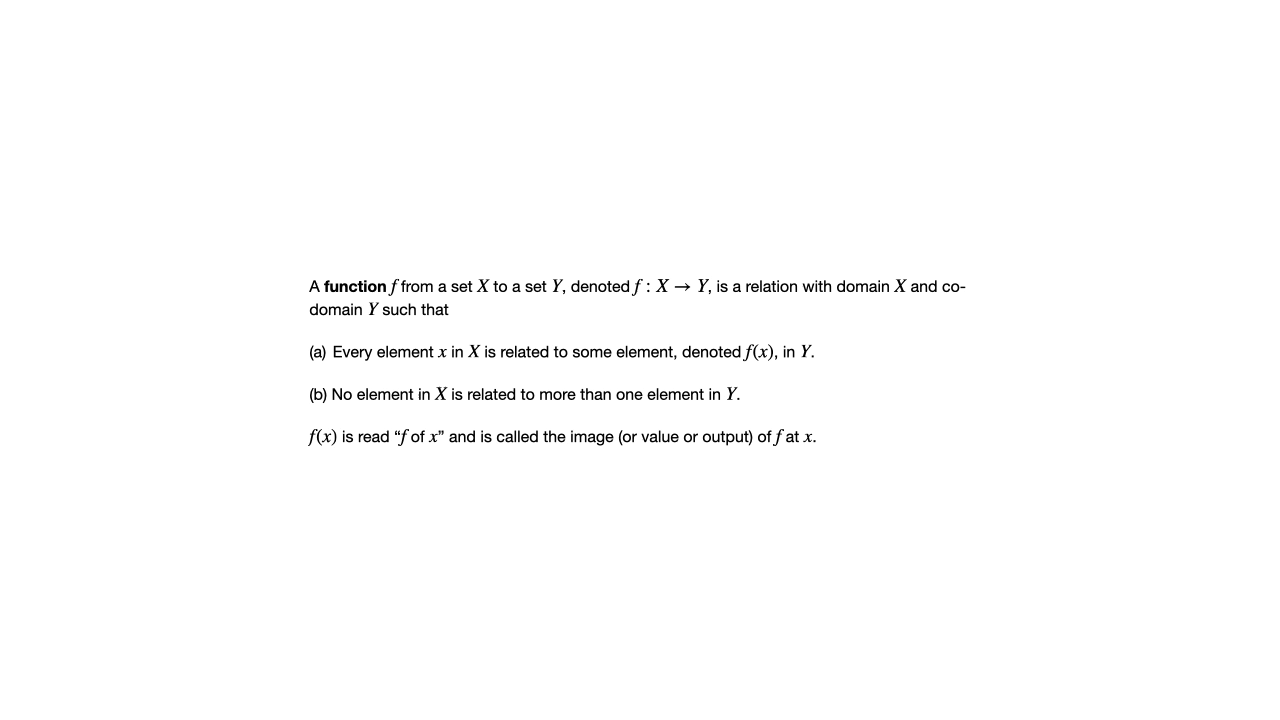 A function f from a set X to a set Y, denoted f : X → Y, is a relation with domain X and co-
domain Y such that
(a) Every element x in X is related to some element, denoted f(x), in Y.
(b) No element in X is related to more than one element in Y.
f(x) is read “f of x” and is called the image (or value or output) of f at x.